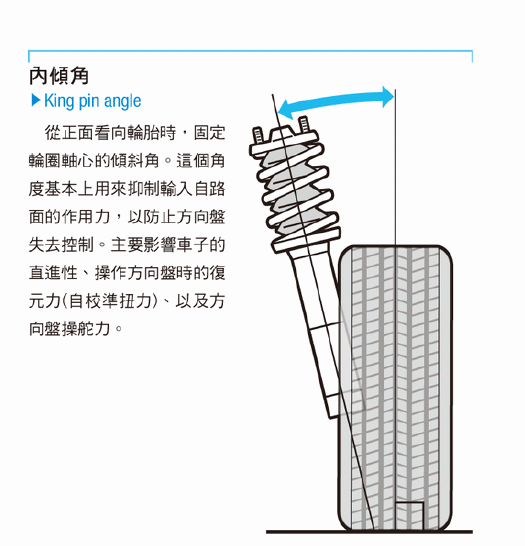 內傾角
▶King pin angle
從正面看向輪胎時，固定
輪圈軸心的傾斜角。這個角
度基本上用來抑制輸入自路
面的作用力，以防止方向盤
失去控制。主要影響車子的
直進性、操作方向盤時的復
元力(自校準扭力)、以及方
向盤操舵力。